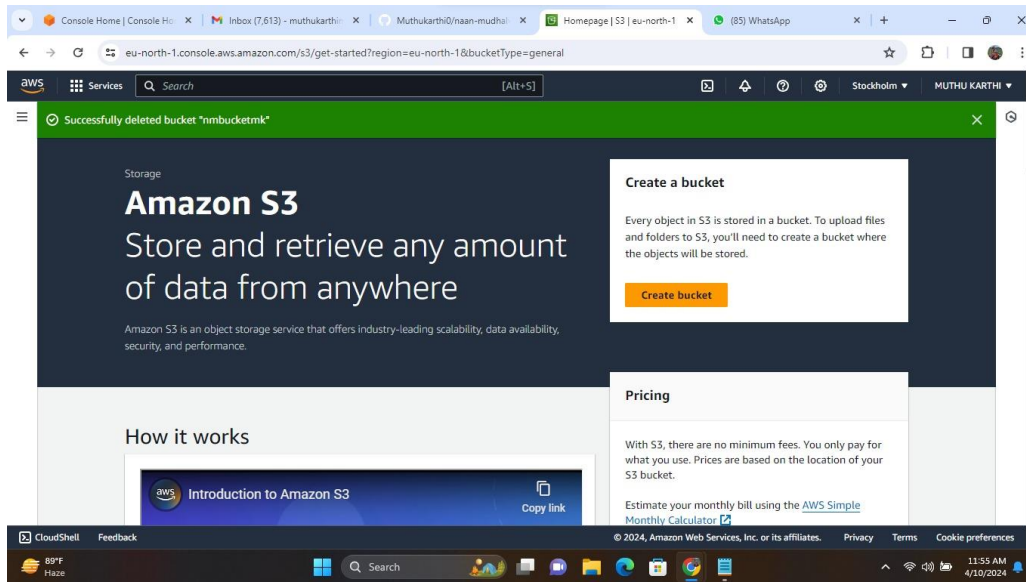 Console Home | Console Ho
Inbox (7,613) - muthukarthin
Muthukarthi0/naan-mudhal
Homepage | S3 | eu-north-1
(85) WhatsApp
eu-north-1.console.aws.amazon.com/s3/get-started?region=eu-north-1&bucketType=general
aws
Services
Search
[Alt+S]
Stockholm ▼
MUTHU KARTHI ▼
Successfully deleted bucket "nmbucketmk"
Storage
Amazon S3
Store and retrieve any amount
of data from anywhere
Amazon S3 is an object storage service that offers industry-leading scalability, data availability,
security, and performance.
Create a bucket
Every object in S3 is stored in a bucket. To upload files
and folders to S3, you'll need to create a bucket where
the objects will be stored.
Create bucket
Pricing
With S3, there are no minimum fees. You only pay for
what you use. Prices are based on the location of your
S3 bucket.
Estimate your monthly bill using the AWS Simple
Monthly Calculator
How it works
aws
Introduction to Amazon S3
Copy link
CloudShell
Feedback
© 2024, Amazon Web Services, Inc. or its affiliates.
Privacy
Terms
Cookie preferences
89°F
Haze
Search
11:55 AM
4/10/2024